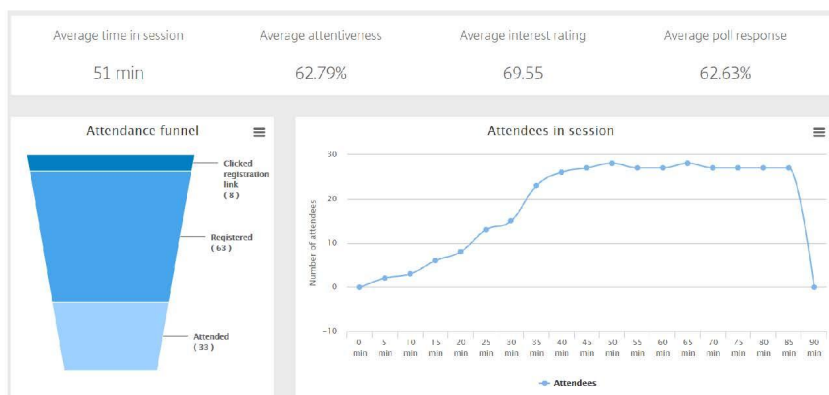 Average time in session
Average attentiveness
Average interest rating
Average poll response
51 min
62.79%
69.55
62.63%
Attendance funnel
Clicked
registration
link
( 8 )
Registered
( 63 )
Attended
( 33 )
Attendees in session
Number of attendees
30
20
10
0
-10
0 5 10 15 20 25 30 35 40 45 50 55 60 65 70 75 80 85 90
min min min min min min min min min min min min min min min min min min min
Attendees